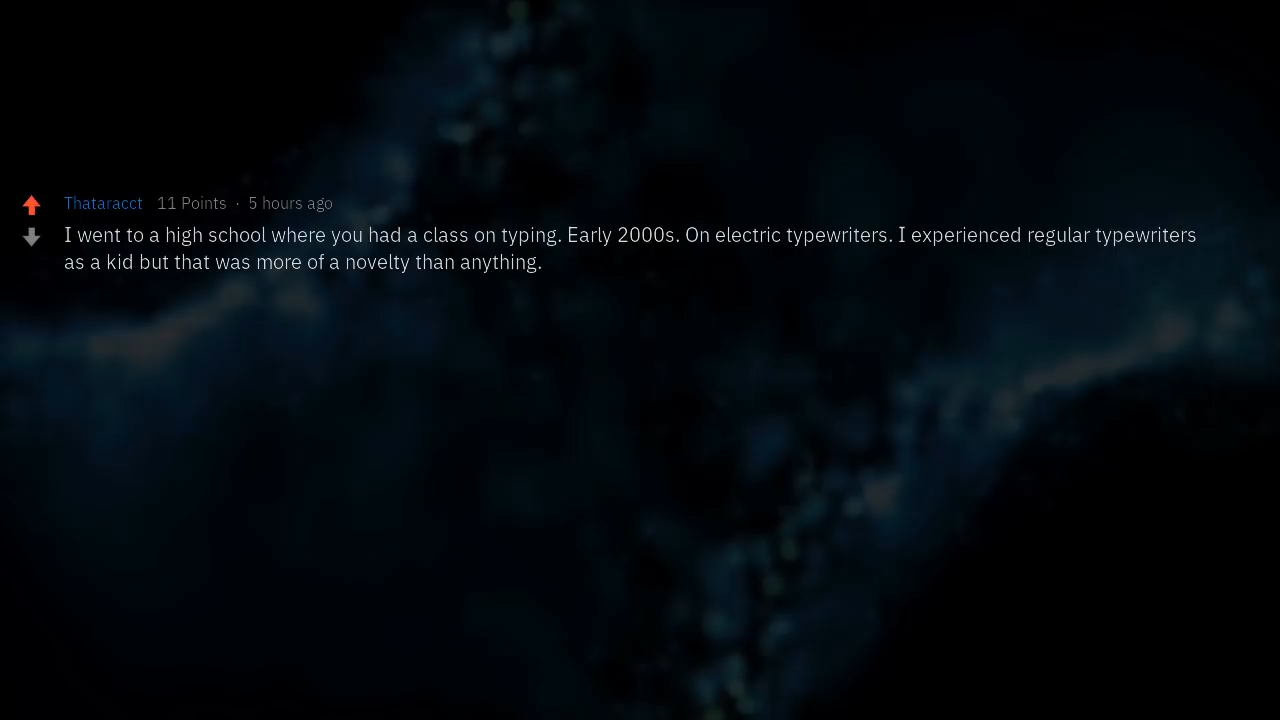 Thataracct 11 Points · 5 hours ago
I went to a high school where you had a class on typing. Early 2000s. On electric typewriters. I experienced regular typewriters
as a kid but that was more of a novelty than anything.